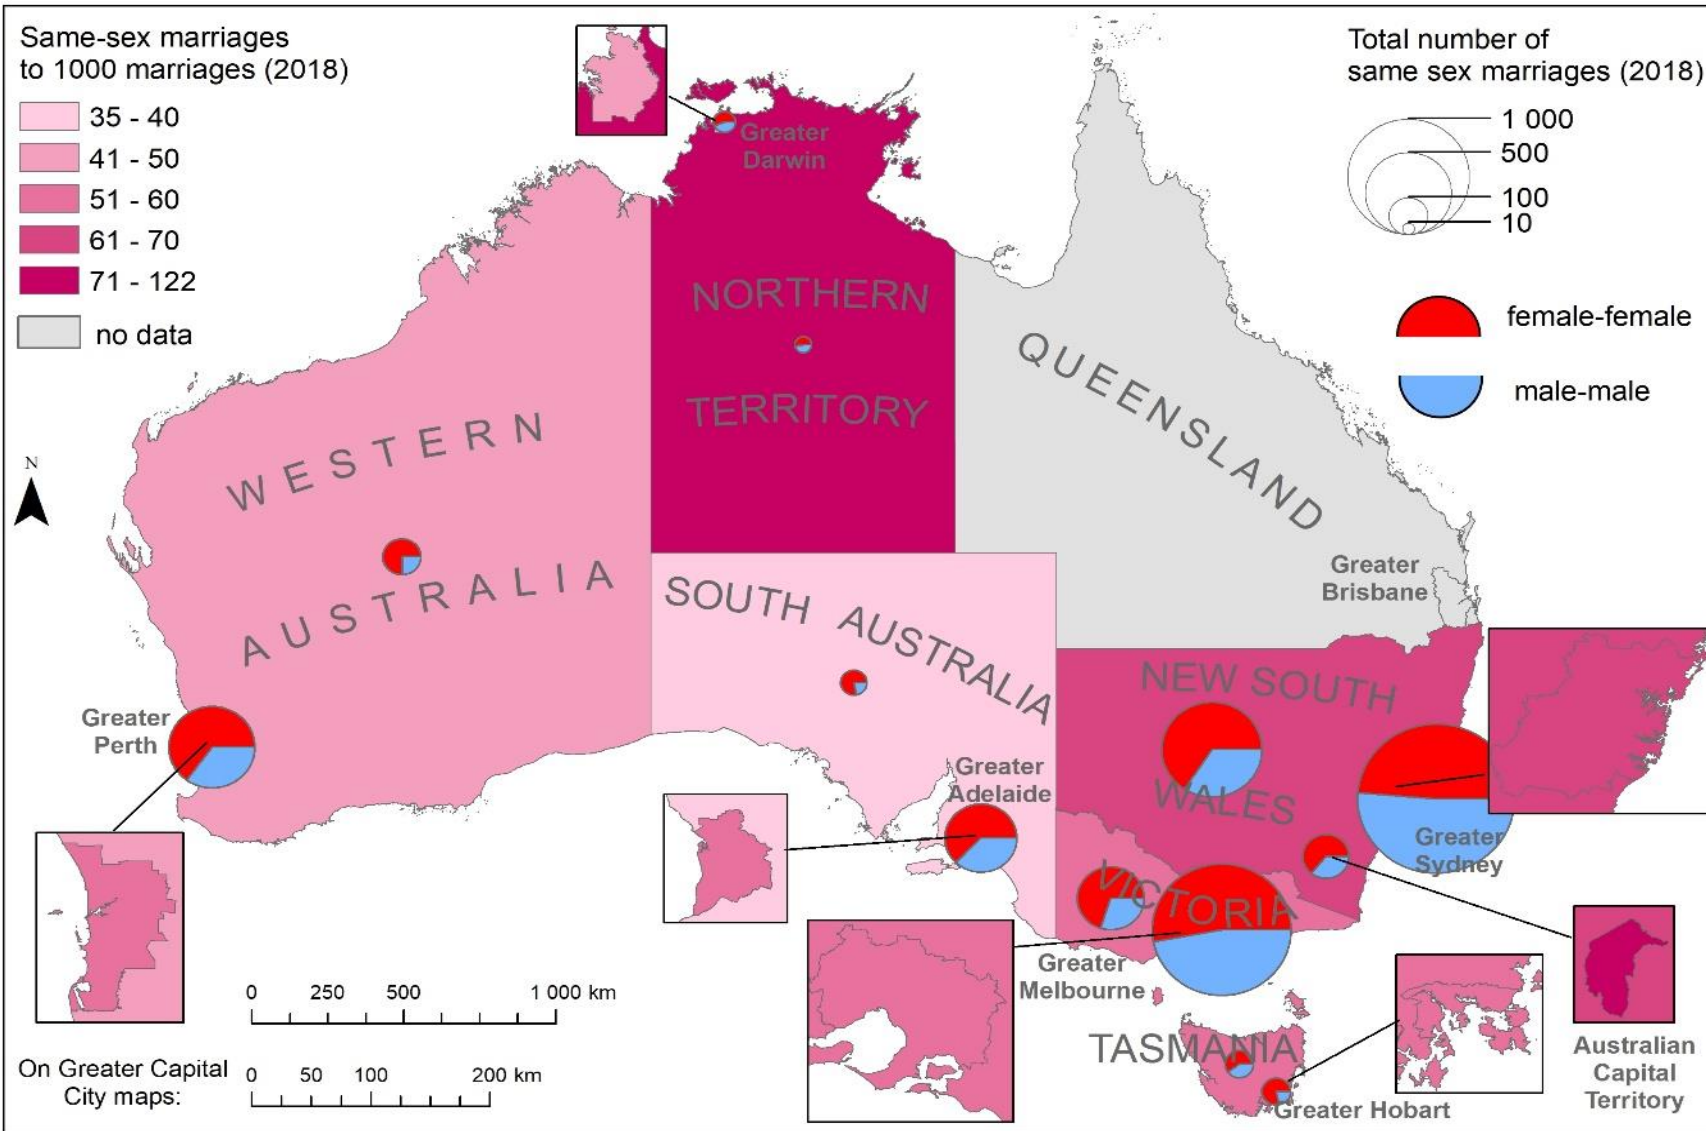 Same-sex marriages
to 1000 marriages (2018)
35 - 40
41 - 50
51 - 60
61 - 70
71 - 122
no data
Total number of
same sex marriages (2018)
1 000
500
100
10
female-female
male-male
Greater
Darwin
NORTHERN
TERRITORY
QUEENSLAND
WESTERN
AUSTRALIA
N
SOUTH AUSTRALIA
Greater
Brisbane
NEW SOUTH
WALES
Greater
Perth
Greater
Adelaide
Greater
Sydney
VICTORIA
Greater
Melbourne
TASMANIA
Greater Hobart
Australian
Capital
Territory
0 250 500 1 000 km
On Greater Capital
City maps:
0 50 100 200 km